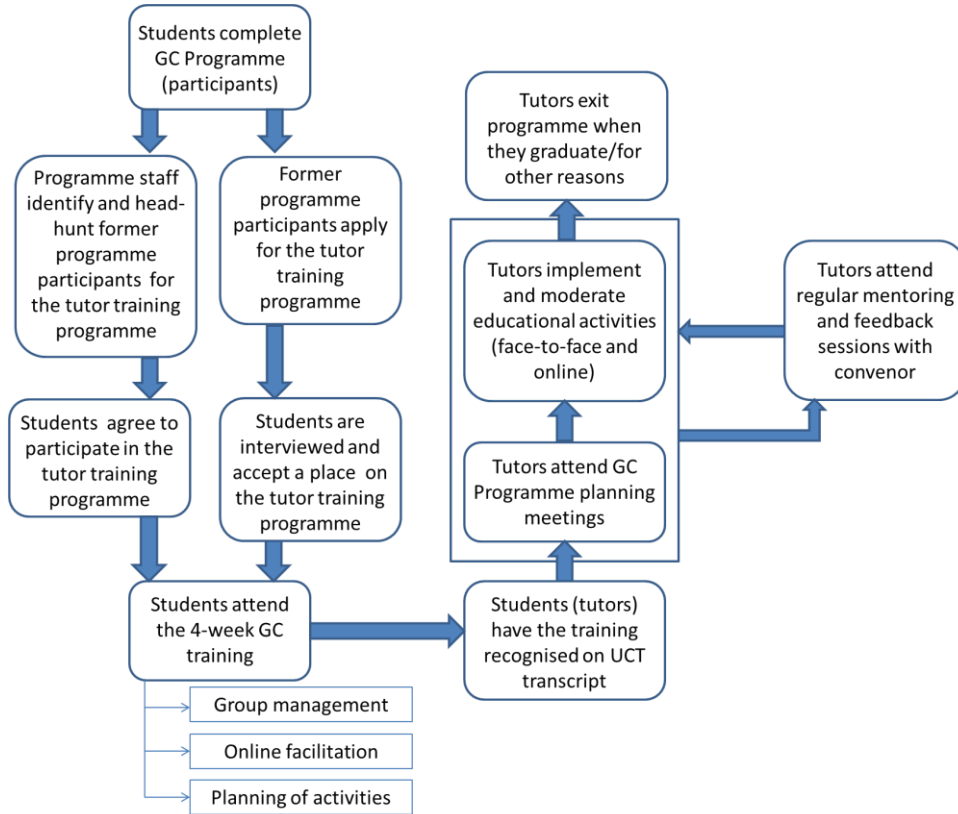 Students complete
GC Programme
(participants)
Programme staff
identify and head-
hunt former
programme
participants for
the tutor training
programme
Former
programme
participants apply
for the tutor
training
programme
Students agree to
participate in the
tutor training
programme
Students are
interviewed and
accept a place on
the tutor training
programme
Students attend
the 4-week GC
training
Group management
Online facilitation
Planning of activities
Students (tutors)
have the training
recognised on UCT
transcript
Tutors attend GC
Programme planning
meetings
Tutors implement
and moderate
educational activities
(face-to-face and
online)
Tutors attend
regular mentoring
and feedback
sessions with
convenor
Tutors exit
programme when
they graduate/for
other reasons